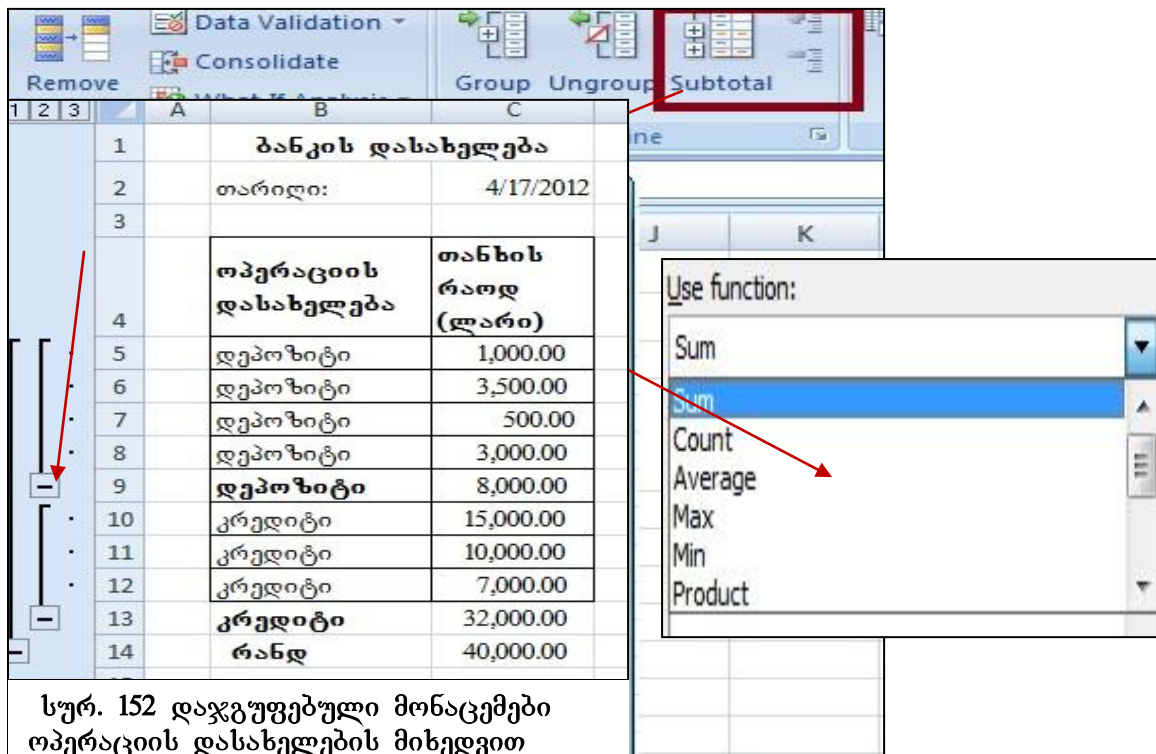 Data Validation
Consolidate
Remove
Group Ungroup Subtotal
1 2 3
A B C
1 ბანკის დასახელება
2 თარიღი: 4/17/2012
3
4 ოპერაციის დასახელება თანხის რაოდ (ლარი)
5 დეპოზიტი 1,000.00
6 დეპოზიტი 3,500.00
7 დეპოზიტი 500.00
8 დეპოზიტი 3,000.00
9 დეპოზიტი 8,000.00
10 კრედიტი 15,000.00
11 კრედიტი 10,000.00
12 კრედიტი 7,000.00
13 კრედიტი 32,000.00
14 რანდ 40,000.00
J K
Use function:
Sum
Sum
Count
Average
Max
Min
Product
სურ. 152 დაჯგუფებული მონაცემები
ოპერაციის დასახელების მიხედვით